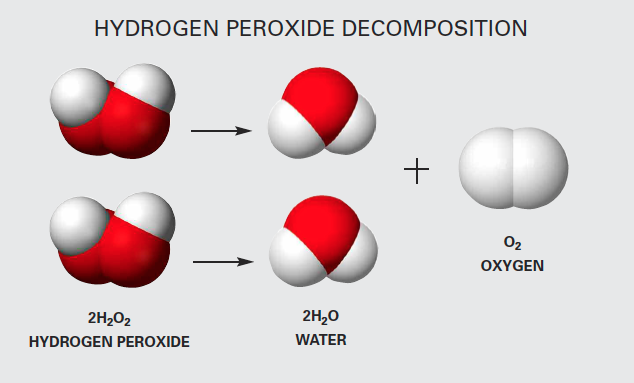 HYDROGEN PEROXIDE DECOMPOSITION
+
2H₂O₂
HYDROGEN PEROXIDE
2H₂O
WATER
O₂
OXYGEN